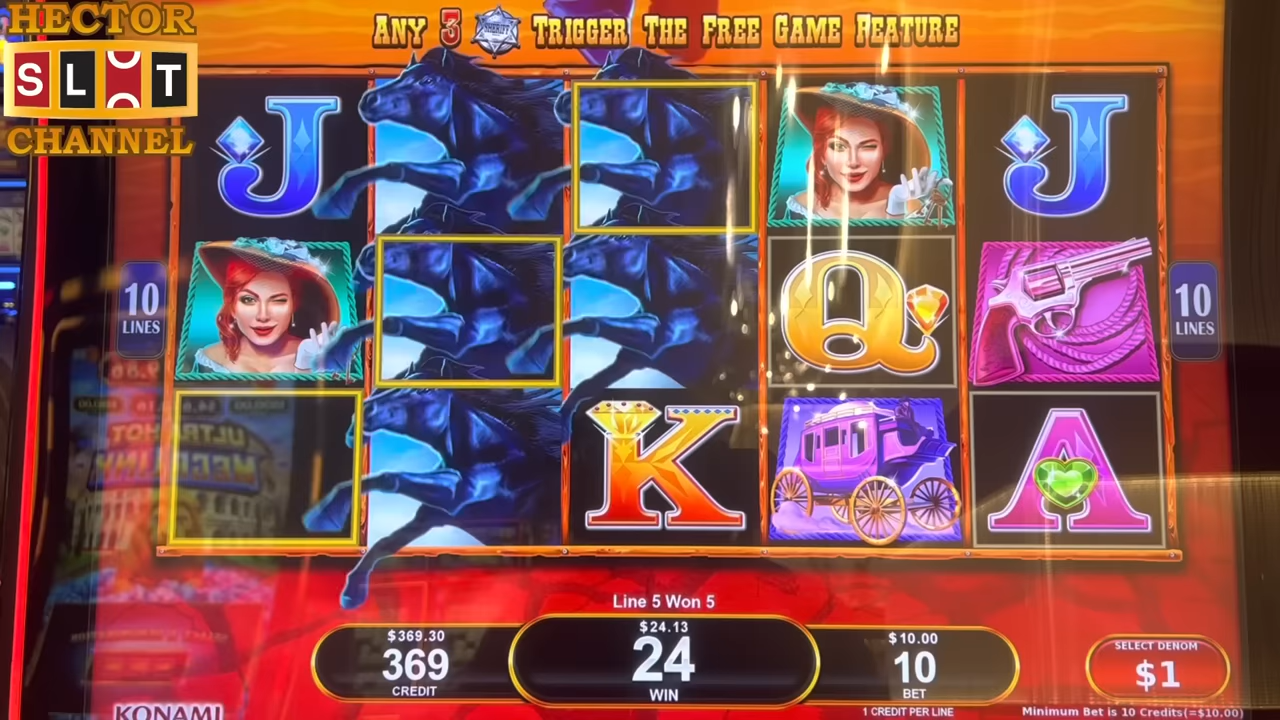 HECTOR
SLOT
CHANNEL
ANY 3 SHERIFF TRIGGER THE FREE GAME FEATURE
J
J
10
LINES
Q
10
LINES
K
A
Line 5 Won 5
$369.30
369
CREDIT
$24.13
24
WIN
$10.00
10
BET
SELECT DENOM
$1
KONAMI
1 CREDIT PER LINE
Minimum Bet is 10 Credits(=$10.00)